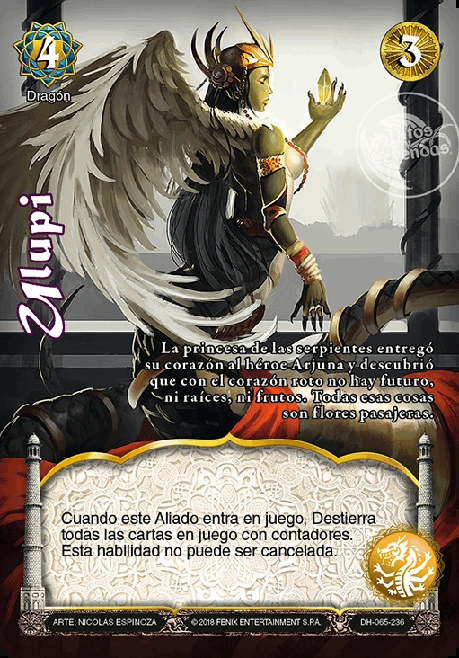 4
Dragón
3
Mitos y Leyendas
Ulupi
La princesa de las serpientes entregó
su corazón al héroe Arjuna y descubrió
que con el corazón roto no hay futuro,
ni raíces, ni frutos. Todas esas cosas
son flores pasajeras.
Cuando este Aliado entra en juego, Destierra
todas las cartas en juego con contadores.
Esta habilidad no puede ser cancelada.
ARTE: NICOLAS ESPINOZA
© 2018 FENIX ENTERTAINMENT S.P.A.
DH-065-236